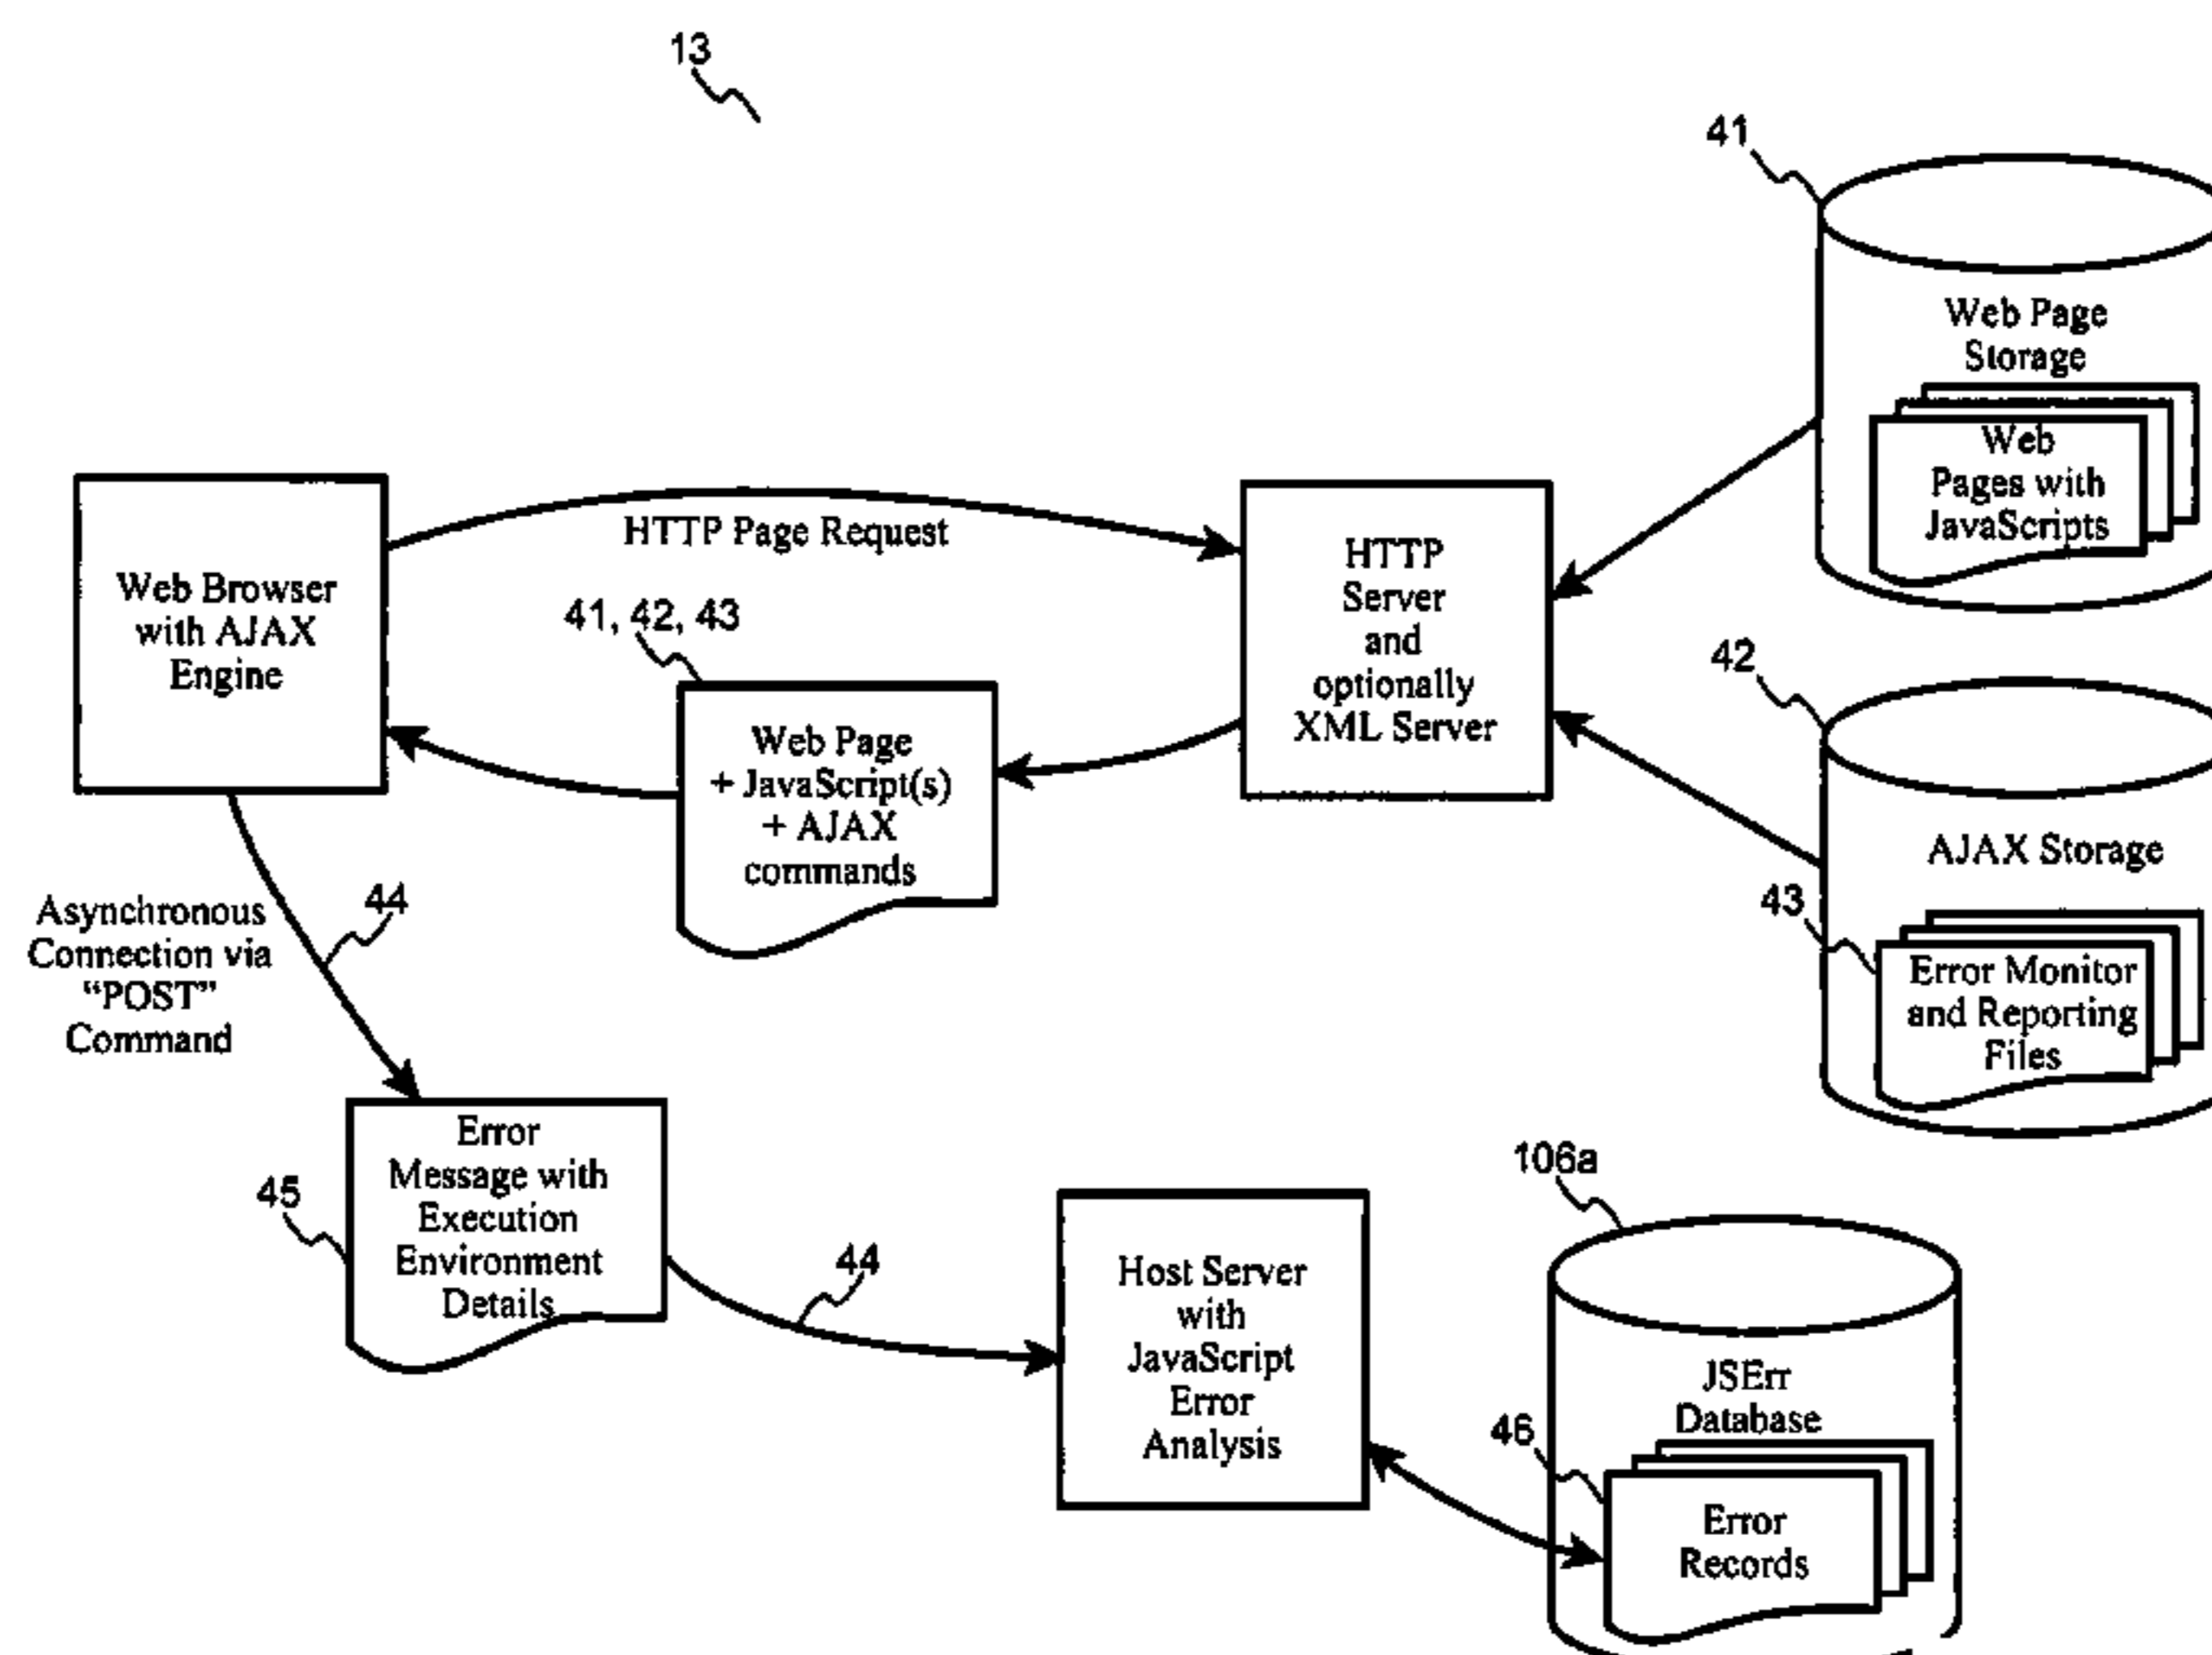 13
41
Web Page
Storage
Web
Pages with
JavaScripts
Web Browser
with AJAX
Engine
HTTP Page Request
HTTP
Server
and
optionally
XML Server
41, 42, 43
Web Page
+ JavaScript(s)
+ AJAX
commands
42
AJAX Storage
43
Error Monitor
and Reporting
Files
Asynchronous
Connection via
“POST”
Command
44
45
Error
Message with
Execution
Environment
Details
44
Host Server
with
JavaScript
Error
Analysis
106a
JSErr
Database
46
Error
Records